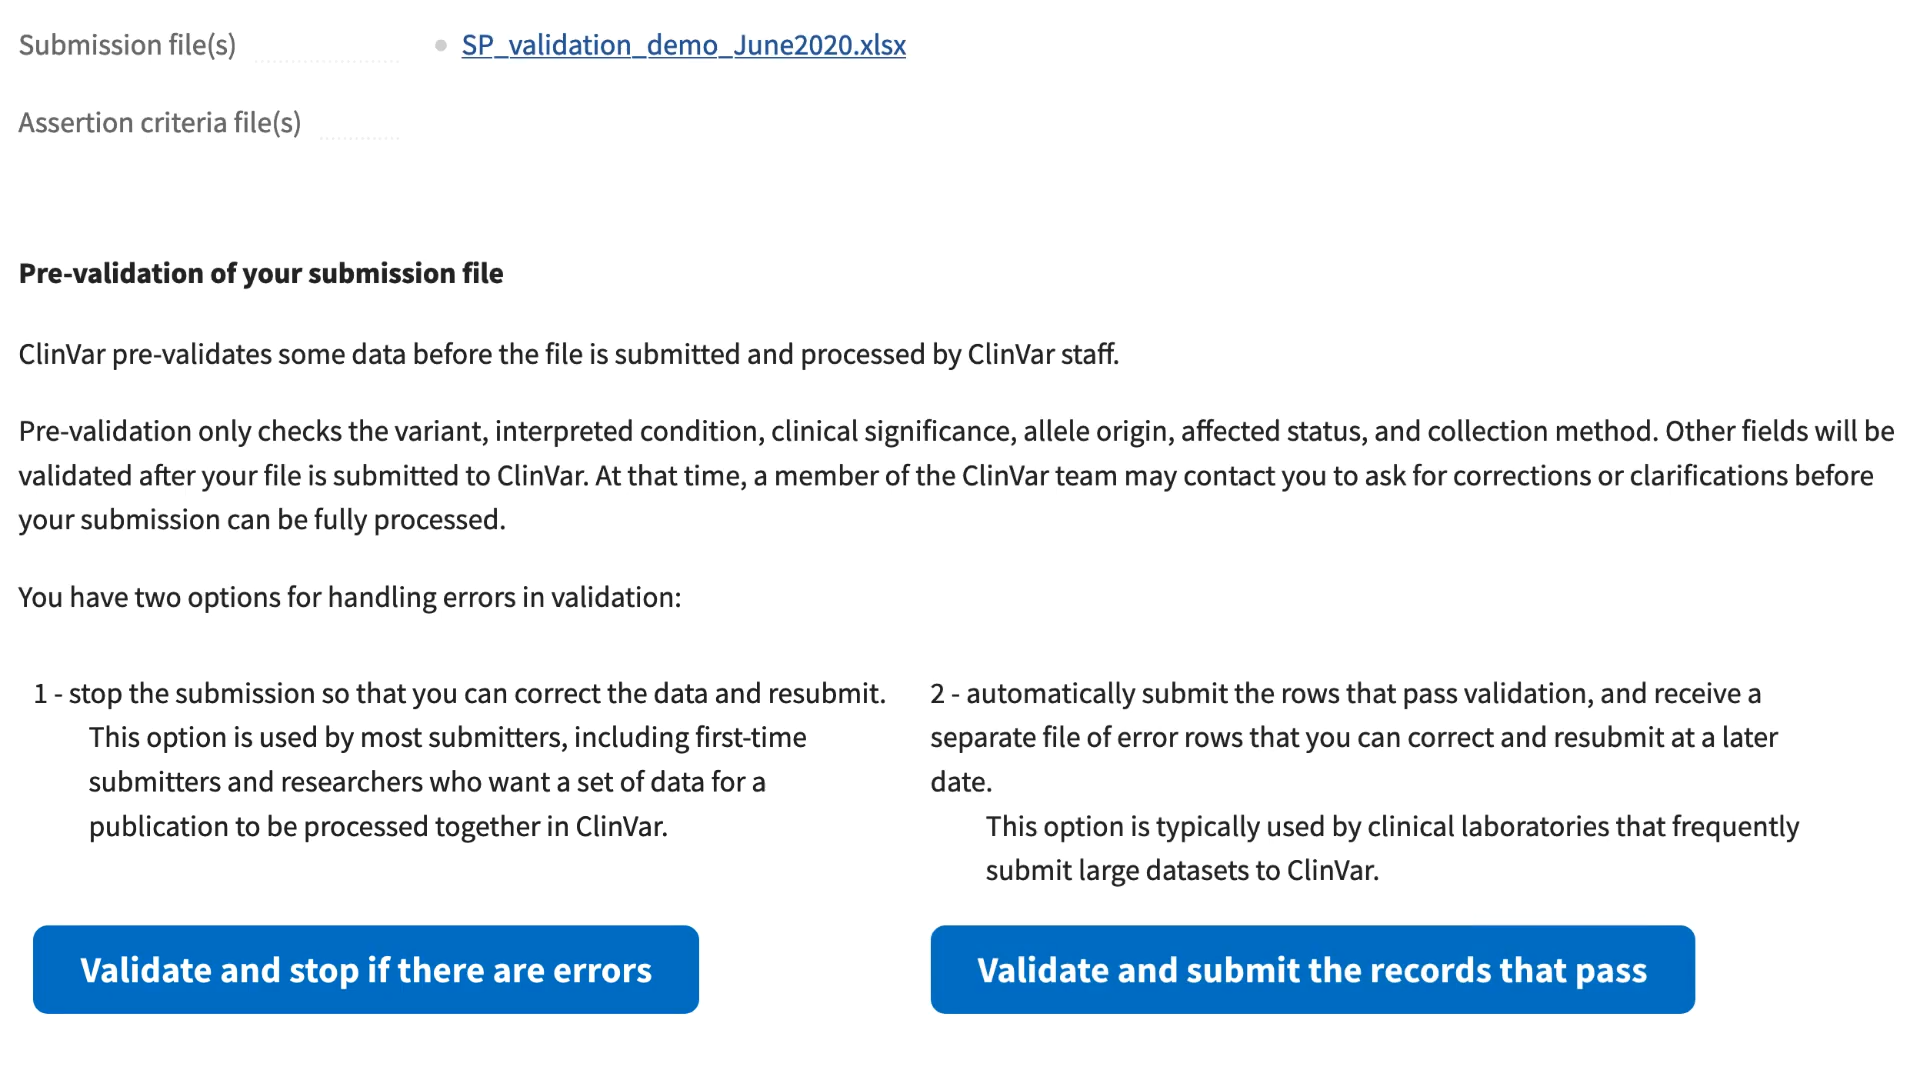 Submission file(s)
SP_validation_demo_June2020.xlsx
Assertion criteria file(s)
Pre-validation of your submission file
ClinVar pre-validates some data before the file is submitted and processed by ClinVar staff.
Pre-validation only checks the variant, interpreted condition, clinical significance, allele origin, affected status, and collection method. Other fields will be
validated after your file is submitted to ClinVar. At that time, a member of the ClinVar team may contact you to ask for corrections or clarifications before
your submission can be fully processed.
You have two options for handling errors in validation:
1 - stop the submission so that you can correct the data and resubmit.
This option is used by most submitters, including first-time
submitters and researchers who want a set of data for a
publication to be processed together in ClinVar.
2 - automatically submit the rows that pass validation, and receive a
separate file of error rows that you can correct and resubmit at a later
date.
This option is typically used by clinical laboratories that frequently
submit large datasets to ClinVar.
Validate and stop if there are errors
Validate and submit the records that pass